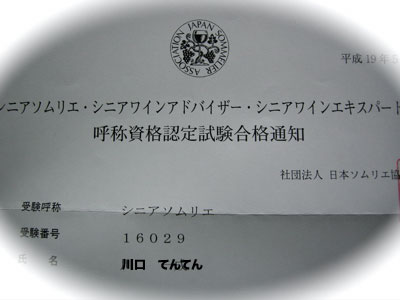 JAPAN SOMMELIER ASSOCIATION
平成19年5
シニアソムリエ・シニアワインアドバイザー・シニアワインエキスパート
呼称資格認定試験合格通知
社団法人 日本ソムリエ協
受験呼称 シニアソムリエ
受験番号 16029
氏 名 川口 てんてん